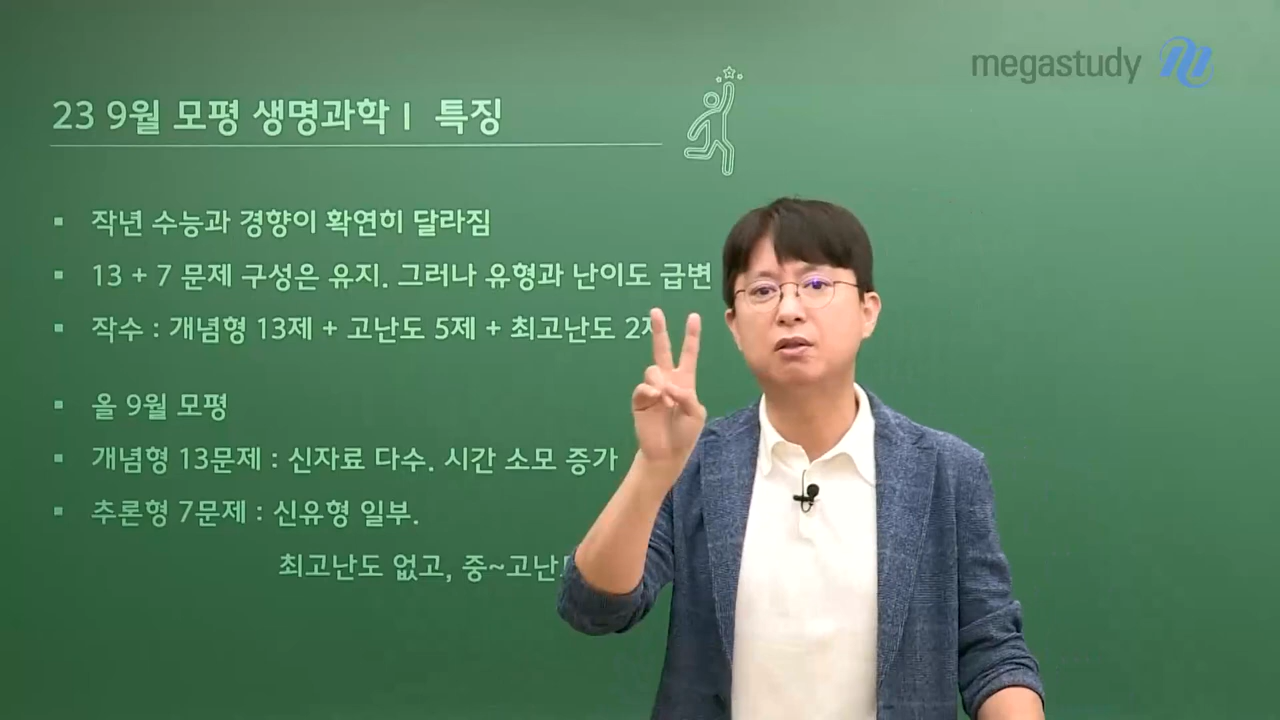 megastudy
23 9월 모평 생명과학 I 특징
▪ 작년 수능과 경향이 확연히 달라짐
▪ 13 + 7 문제 구성은 유지. 그러나 유형과 난이도 급변
▪ 작수 : 개념형 13제 + 고난도 5제 + 최고난도 2제
▪ 올 9월 모평
▪ 개념형 13문제 : 신자료 다수. 시간 소모 증가
▪ 추론형 7문제 : 신유형 일부.
최고난도 없고, 중~고난도